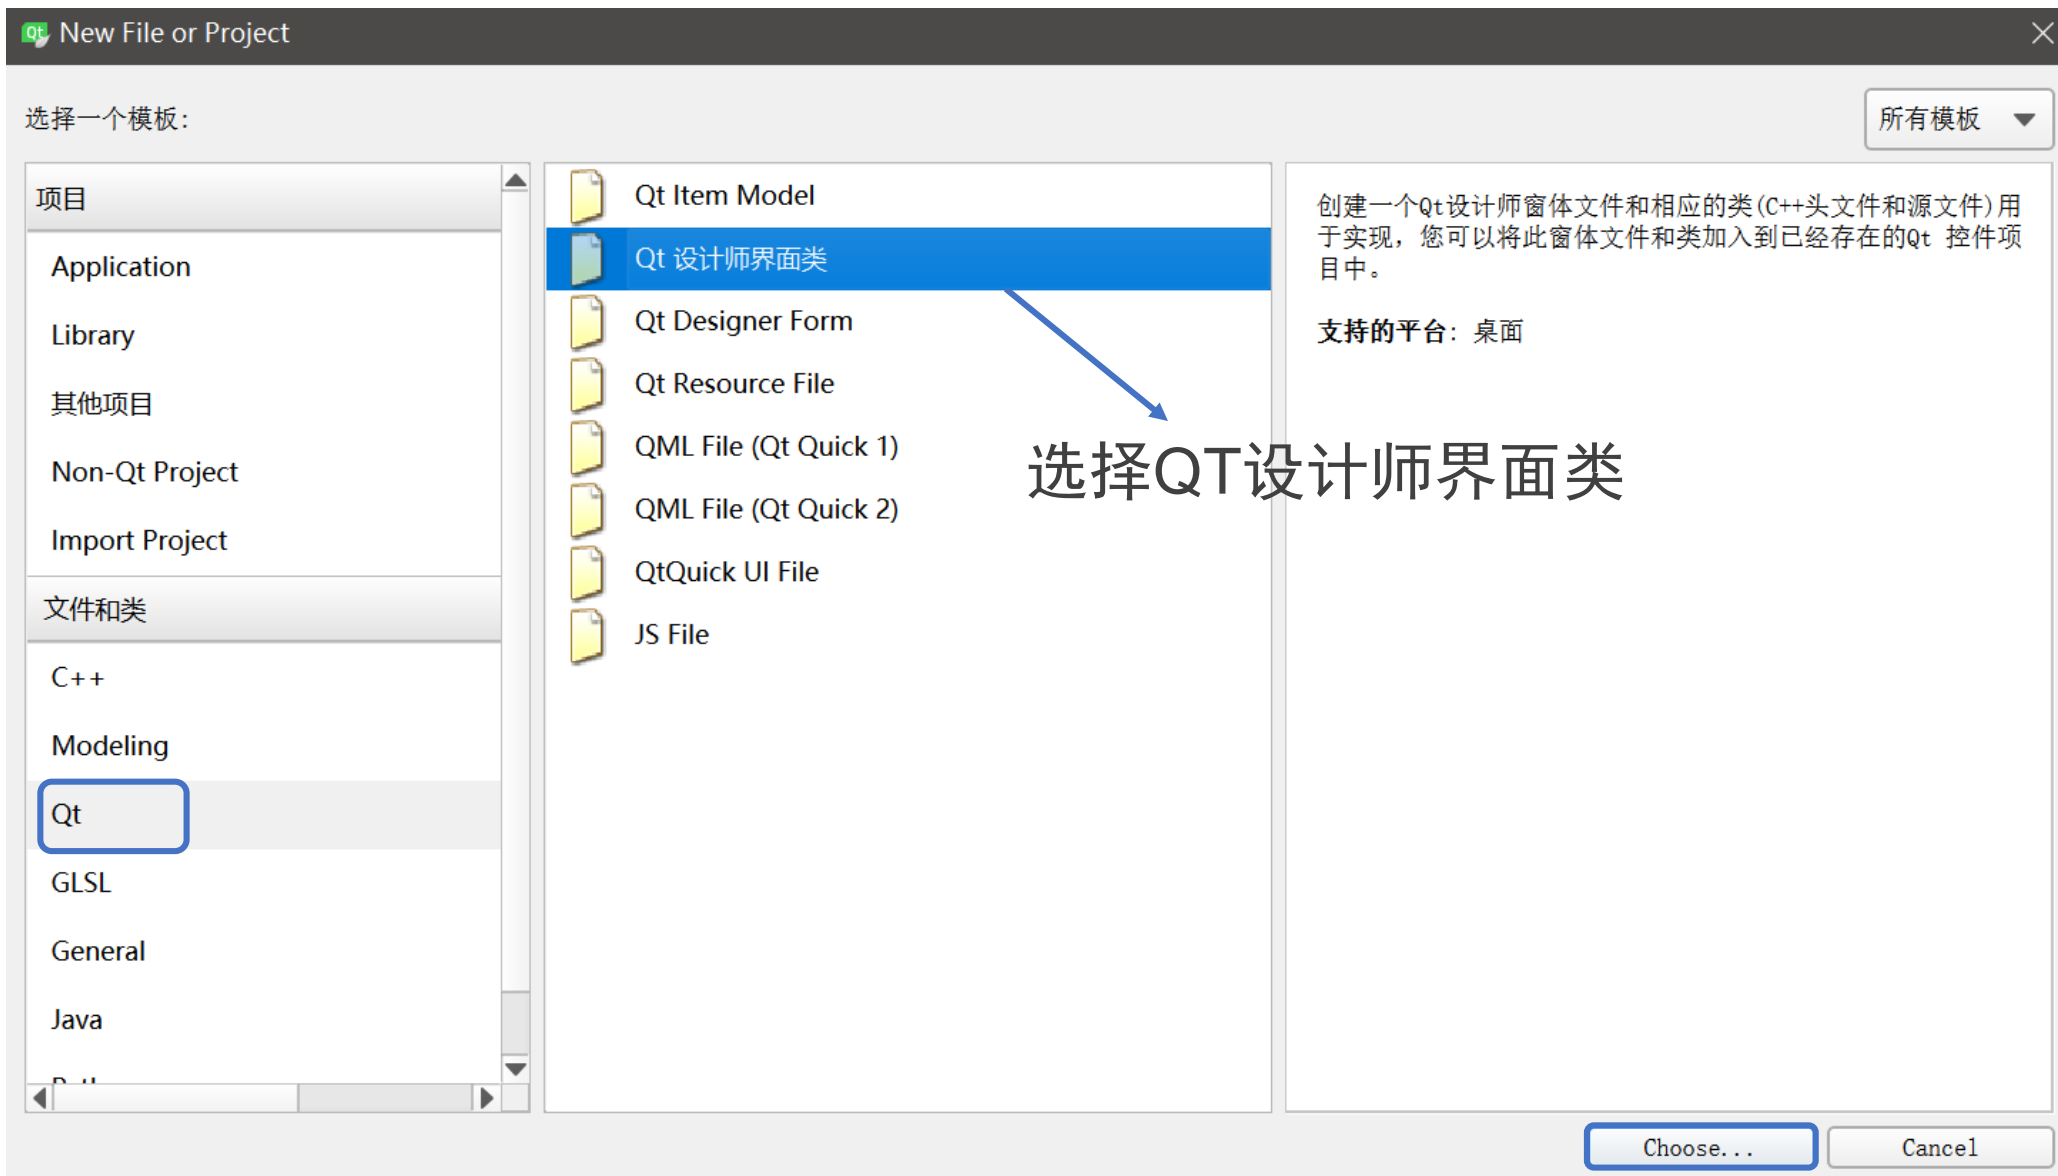 New File or Project
选择一个模板:
所有模板
项目
Application
Library
其他项目
Non-Qt Project
Import Project
文件和类
C++
Modeling
Qt
GLSL
General
Java
Qt Item Model
Qt 设计师界面类
Qt Designer Form
Qt Resource File
QML File (Qt Quick 1)
QML File (Qt Quick 2)
QtQuick UI File
JS File
选择QT设计师界面类
创建一个Qt设计师窗体文件和相应的类(C++头文件和源文件)用
于实现，您可以将此窗体文件和类加入到已经存在的Qt 控件项
目中。
支持的平台: 桌面
Choose...
Cancel